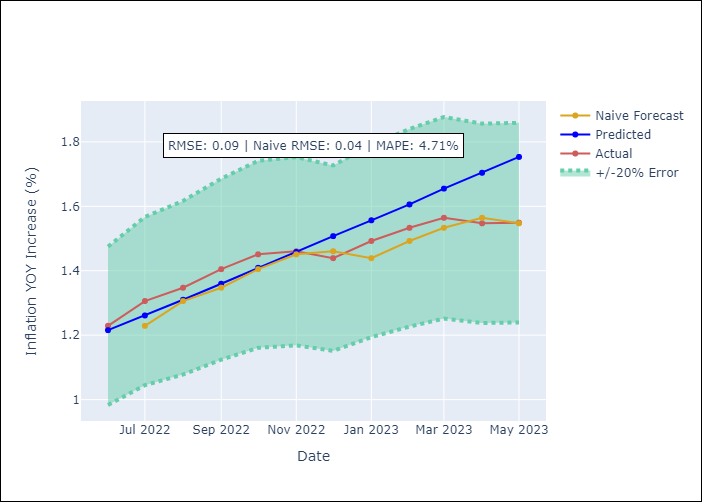 Naive Forecast
Predicted
Actual
+/-20% Error
RMSE: 0.09 | Naive RMSE: 0.04 | MAPE: 4.71%
1.8
1.6
1.4
1.2
1
Inflation YOY Increase (%)
Jul 2022 Sep 2022 Nov 2022 Jan 2023 Mar 2023 May 2023
Date